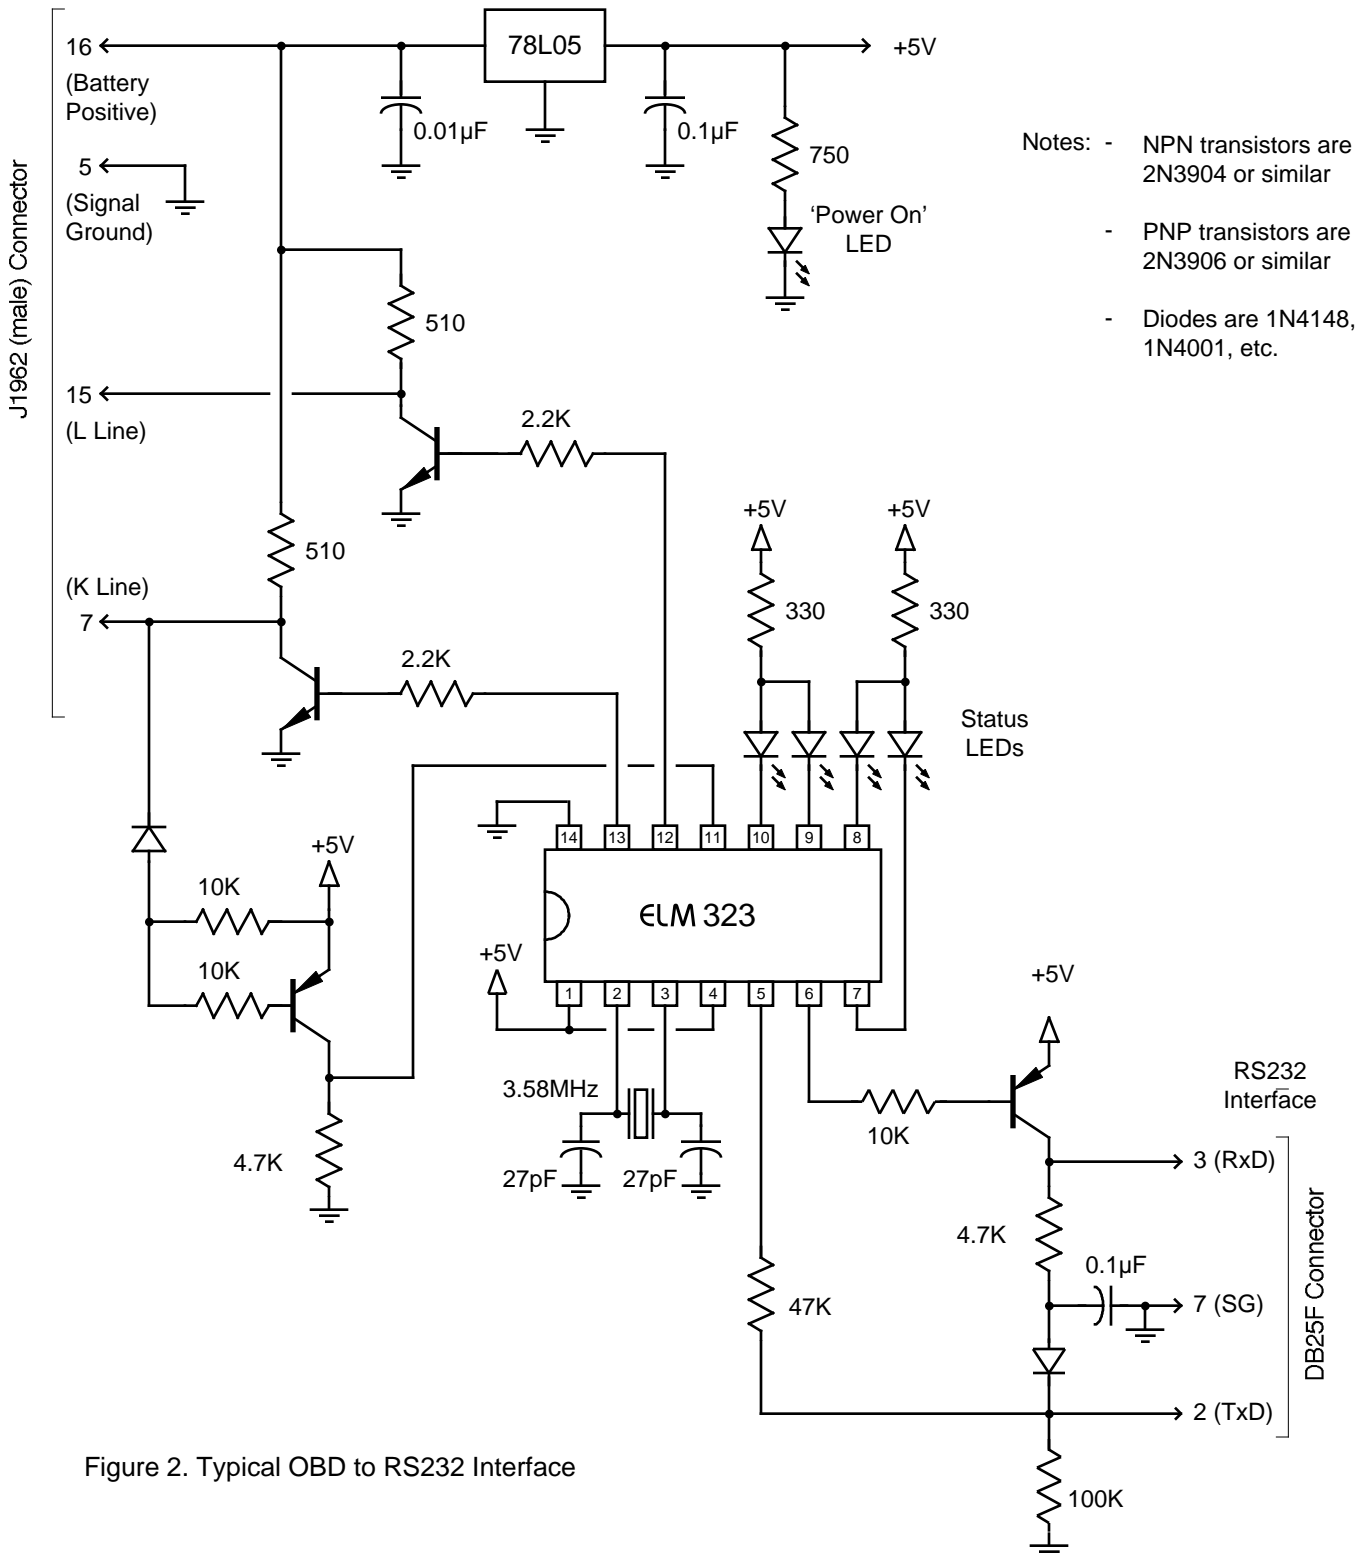 16
(Battery
Positive)
5
(Signal
Ground)
J1962 (male) Connector
78L05
+5V
0.01µF
0.1µF
750
'Power On'
LED
Notes: - NPN transistors are
2N3904 or similar
- PNP transistors are
2N3906 or similar
- Diodes are 1N4148,
1N4001, etc.
510
15
(L Line)
2.2K
510
(K Line)
7
2.2K
+5V
+5V
330
330
Status
LEDs
14
13
12
11
10
9
8
ELM 323
1
2
3
4
5
6
7
+5V
+5V
10K
10K
4.7K
3.58MHz
27pF
27pF
+5V
10K
RS232
Interface
3 (RxD)
4.7K
0.1µF
7 (SG)
47K
2 (TxD)
100K
DB25F Connector
Figure 2. Typical OBD to RS232 Interface